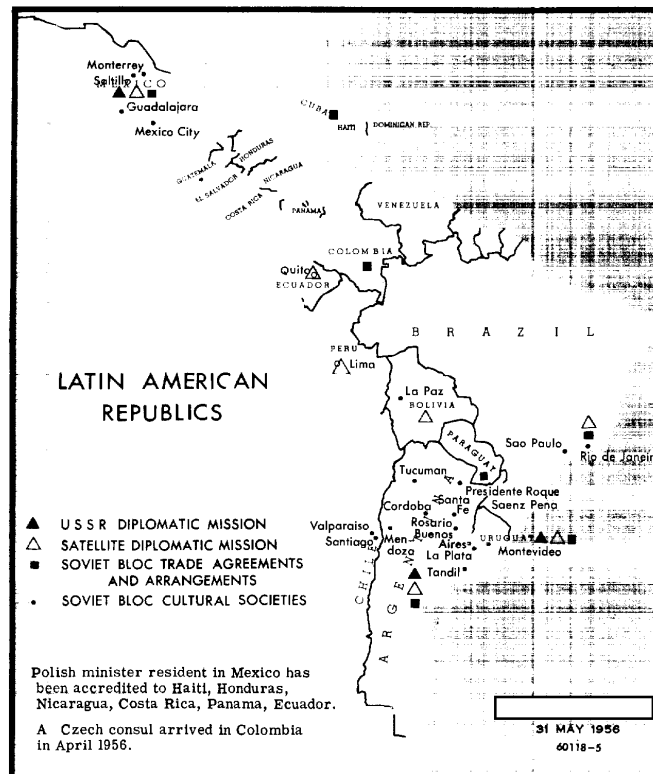 Monterrey
Saltillo
MEXICO
Guadalajara
Mexico City
CUBA
HAITI
DOMINICAN REP.
GUATEMALA
HONDURAS
EL SALVADOR
NICARAGUA
COSTA RICA
PANAMA
VENEZUELA
COLOMBIA
Quito
ECUADOR
BRAZIL
PERU
Lima
LATIN AMERICAN
REPUBLICS
La Paz
BOLIVIA
PARAGUAY
Sao Paulo
Rio de Janeir
Tucuman
Presidente Roque
Saenz Pena
Santa
Fe
Cordoba
Rosario
Buenos
Aires
Valparaiso
Santiago
Men-
doza
La Plata
URUGUAY
Montevideo
Tandil
CHILE
ARGEN
A
USSR DIPLOMATIC MISSION
SATELLITE DIPLOMATIC MISSION
SOVIET BLOC TRADE AGREEMENTS
AND ARRANGEMENTS
SOVIET BLOC CULTURAL SOCIETIES
Polish minister resident in Mexico has
been accredited to Haiti, Honduras,
Nicaragua, Costa Rica, Panama, Ecuador.
A Czech consul arrived in Colombia
in April 1956.
31 MAY 1956
60118-5